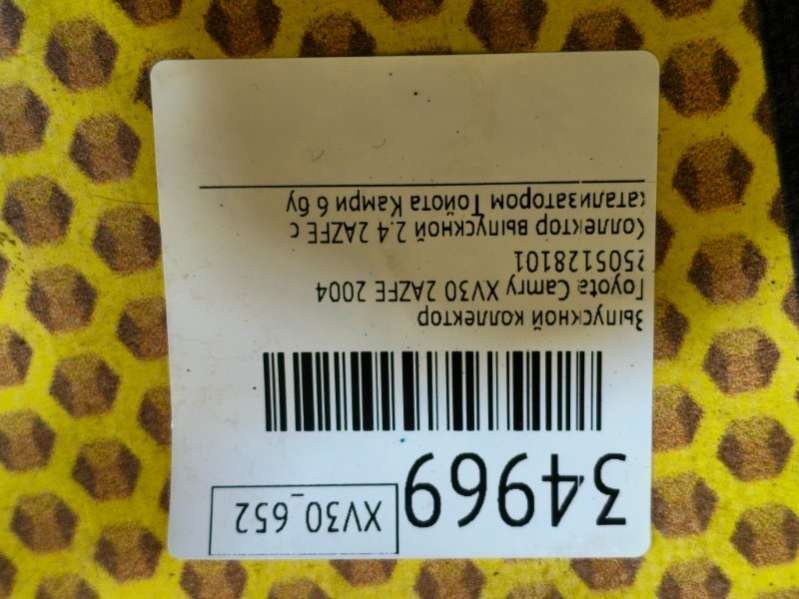 34969
XV30_652
Выпускной коллектор
Toyota Camry XV30 2AZFE 2004
2505128101
Коллектор выпускной 2.4 2AZFE с
катализатором Тойота Камри 6 бу